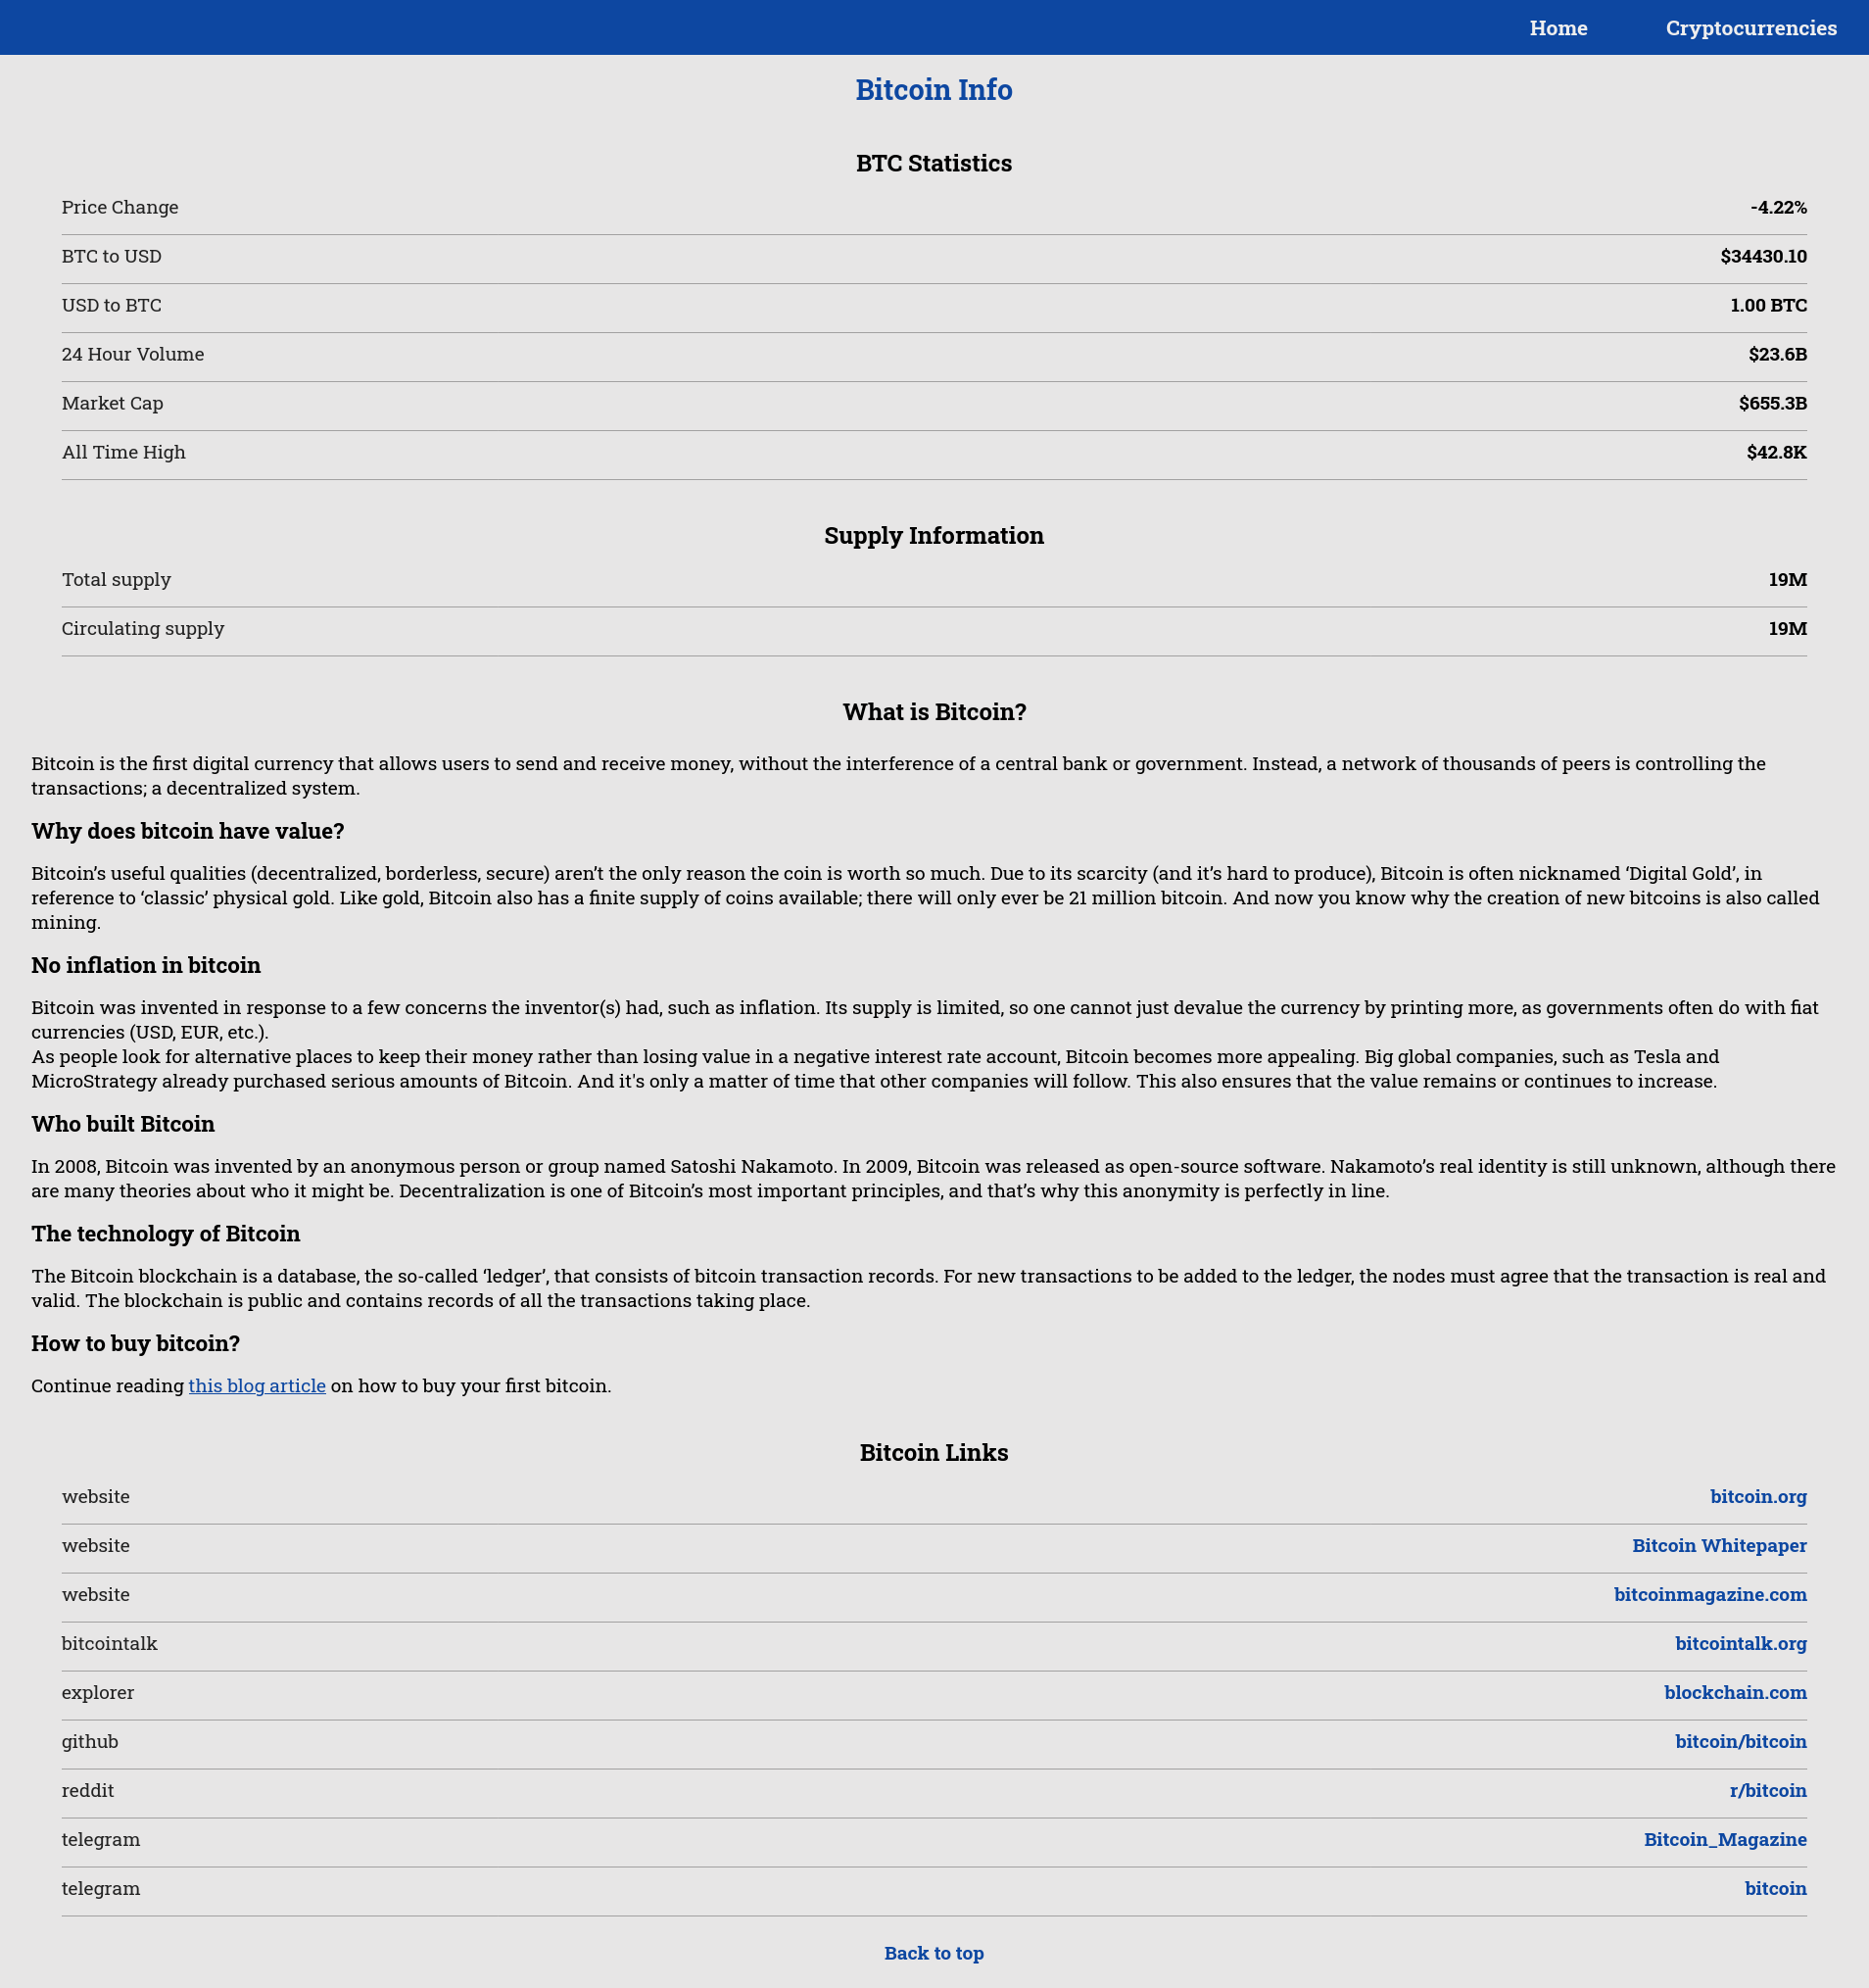 Home Cryptocurrencies
Bitcoin Info
BTC Statistics
Price Change -4.22%
BTC to USD $34430.10
USD to BTC 1.00 BTC
24 Hour Volume $23.6B
Market Cap $655.3B
All Time High $42.8K
Supply Information
Total supply 19M
Circulating supply 19M
What is Bitcoin?
Bitcoin is the first digital currency that allows users to send and receive money, without the interference of a central bank or government. Instead, a network of thousands of peers is controlling the
transactions; a decentralized system.
Why does bitcoin have value?
Bitcoin’s useful qualities (decentralized, borderless, secure) aren’t the only reason the coin is worth so much. Due to its scarcity (and it’s hard to produce), Bitcoin is often nicknamed ‘Digital Gold’, in
reference to ‘classic’ physical gold. Like gold, Bitcoin also has a finite supply of coins available; there will only ever be 21 million bitcoin. And now you know why the creation of new bitcoins is also called
mining.
No inflation in bitcoin
Bitcoin was invented in response to a few concerns the inventor(s) had, such as inflation. Its supply is limited, so one cannot just devalue the currency by printing more, as governments often do with fiat
currencies (USD, EUR, etc.).
As people look for alternative places to keep their money rather than losing value in a negative interest rate account, Bitcoin becomes more appealing. Big global companies, such as Tesla and
MicroStrategy already purchased serious amounts of Bitcoin. And it's only a matter of time that other companies will follow. This also ensures that the value remains or continues to increase.
Who built Bitcoin
In 2008, Bitcoin was invented by an anonymous person or group named Satoshi Nakamoto. In 2009, Bitcoin was released as open-source software. Nakamoto’s real identity is still unknown, although there
are many theories about who it might be. Decentralization is one of Bitcoin’s most important principles, and that’s why this anonymity is perfectly in line.
The technology of Bitcoin
The Bitcoin blockchain is a database, the so-called ‘ledger’, that consists of bitcoin transaction records. For new transactions to be added to the ledger, the nodes must agree that the transaction is real and
valid. The blockchain is public and contains records of all the transactions taking place.
How to buy bitcoin?
Continue reading this blog article on how to buy your first bitcoin.
Bitcoin Links
website bitcoin.org
website Bitcoin Whitepaper
website bitcoinmagazine.com
bitcointalk bitcointalk.org
explorer blockchain.com
github bitcoin/bitcoin
reddit r/bitcoin
telegram Bitcoin_Magazine
telegram bitcoin
Back to top